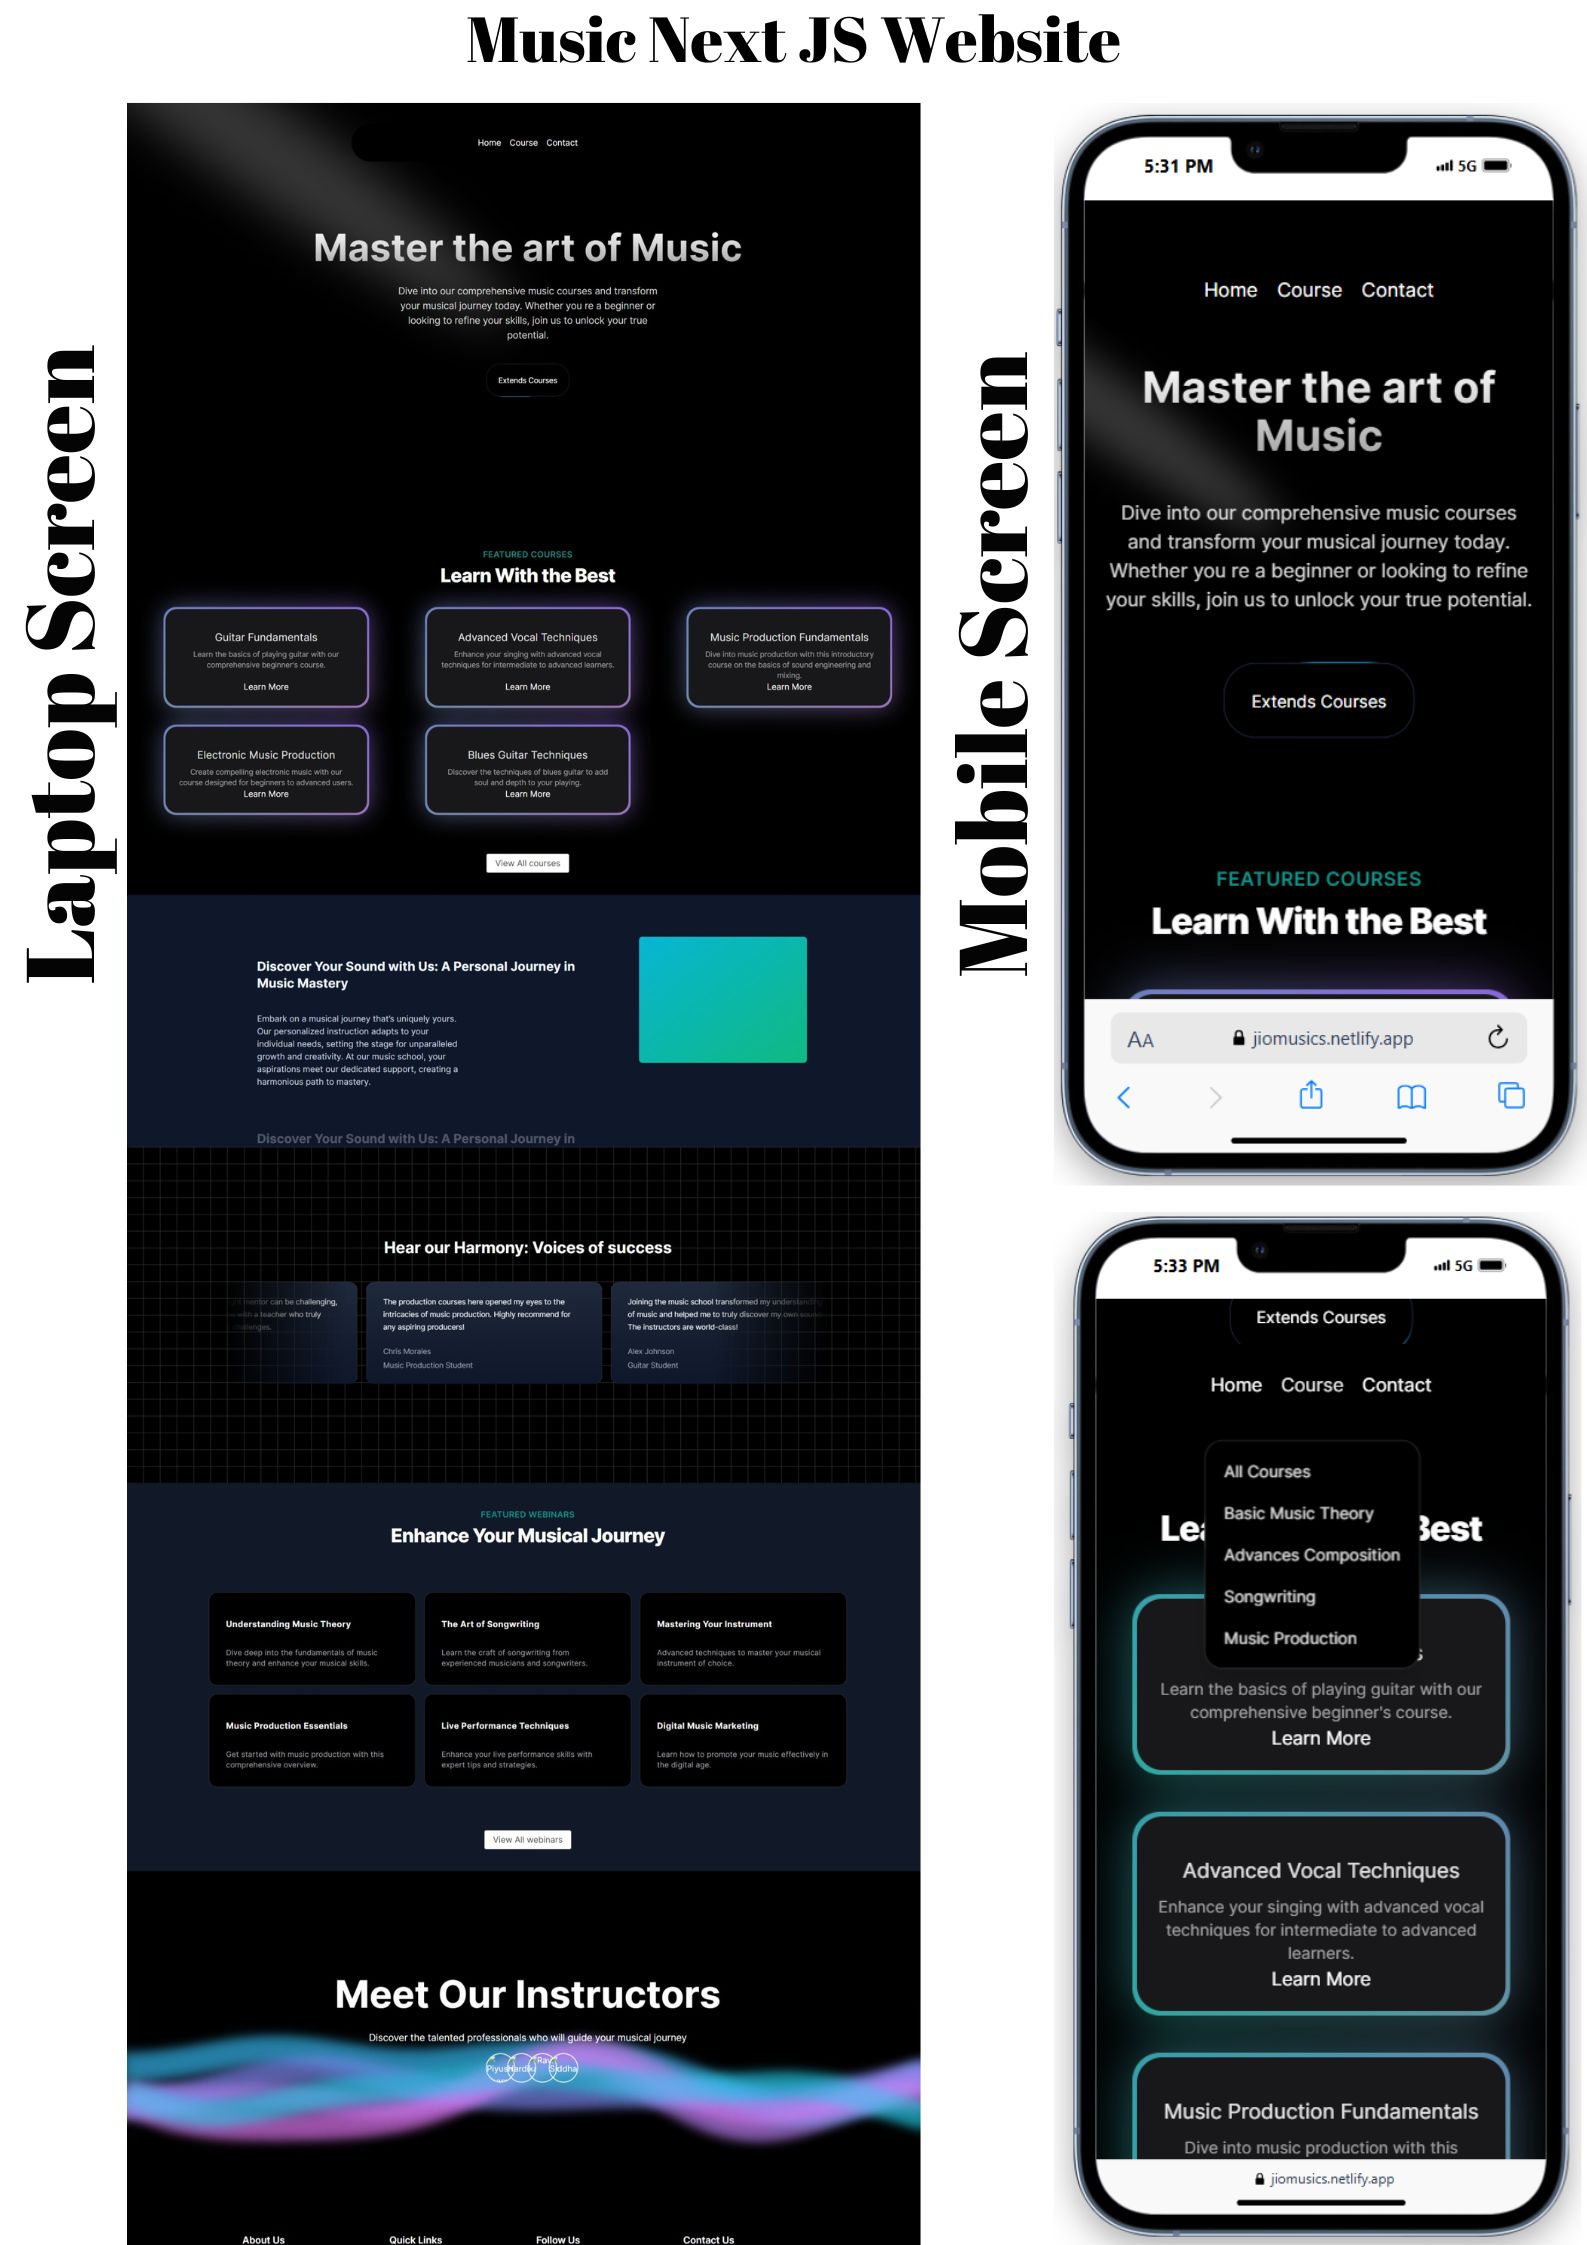 Music Next JS Website
Laptop Screen
Home Course Contact
Master the art of Music
Dive into our comprehensive music courses and transform
your musical journey today. Whether you re a beginner or
looking to refine your skills, join us to unlock your true
potential.
Extends Courses
FEATURED COURSES
Learn With the Best
Guitar Fundamentals
Learn the basics of playing guitar with our
comprehensive beginner's course.
Learn More
Advanced Vocal Techniques
Enhance your singing with advanced vocal
techniques for intermediate to advanced learners.
Learn More
Music Production Fundamentals
Dive into music production with this introductory
course on the basics of sound engineering and
mixing.
Learn More
Electronic Music Production
Create compelling electronic music with our
course designed for beginners to advanced users.
Learn More
Blues Guitar Techniques
Discover the techniques of blues guitar to add
soul and depth to your playing.
Learn More
View All courses
Discover Your Sound with Us: A Personal Journey in
Music Mastery
Embark on a musical journey that's uniquely yours.
Our personalized instruction adapts to your
individual needs, setting the stage for unparalleled
growth and creativity. At our music school, your
aspirations meet our dedicated support, creating a
harmonious path to mastery.
Discover Your Sound with Us: A Personal Journey in
Hear our Harmony: Voices of success
mentor can be challenging,
with a teacher who truly
challenges.
The production courses here opened my eyes to the
intricacies of music production. Highly recommend for
any aspiring producers!
Chris Morales
Music Production Student
Joining the music school transformed my understanding
of music and helped me to truly discover my own sound.
The instructors are world-class!
Alex Johnson
Guitar Student
FEATURED WEBINARS
Enhance Your Musical Journey
Understanding Music Theory
Dive deep into the fundamentals of music
theory and enhance your musical skills.
The Art of Songwriting
Learn the craft of songwriting from
experienced musicians and songwriters.
Mastering Your Instrument
Advanced techniques to master your musical
instrument of choice.
Music Production Essentials
Get started with music production with this
comprehensive overview.
Live Performance Techniques
Enhance your live performance skills with
expert tips and strategies.
Digital Music Marketing
Learn how to promote your music effectively in
the digital age.
View All webinars
Meet Our Instructors
Discover the talented professionals who will guide your musical journey
Piyus Hardik Rav Siddha
About Us Quick Links Follow Us Contact Us
Mobile Screen
5:31 PM 5G
Home Course Contact
Master the art of
Music
Dive into our comprehensive music courses
and transform your musical journey today.
Whether you re a beginner or looking to refine
your skills, join us to unlock your true potential.
Extends Courses
FEATURED COURSES
Learn With the Best
AA jiomusics.netlify.app
5:33 PM 5G
Extends Courses
Home Course Contact
All Courses
Basic Music Theory
Lea Best
Advances Composition
Songwriting
Music Production
s
Learn the basics of playing guitar with our
comprehensive beginner's course.
Learn More
Advanced Vocal Techniques
Enhance your singing with advanced vocal
techniques for intermediate to advanced
learners.
Learn More
Music Production Fundamentals
Dive into music production with this
jiomusics.netlify.app